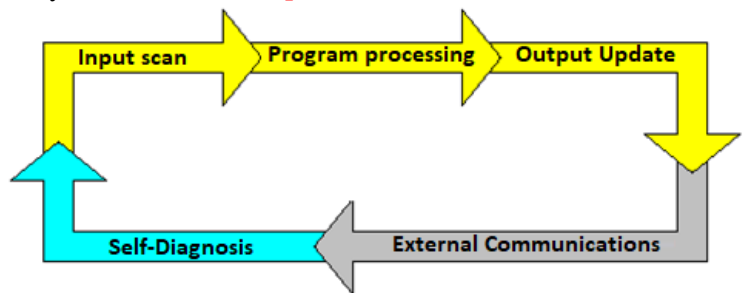 Input scan
Program processing
Output Update
External Communications
Self-Diagnosis